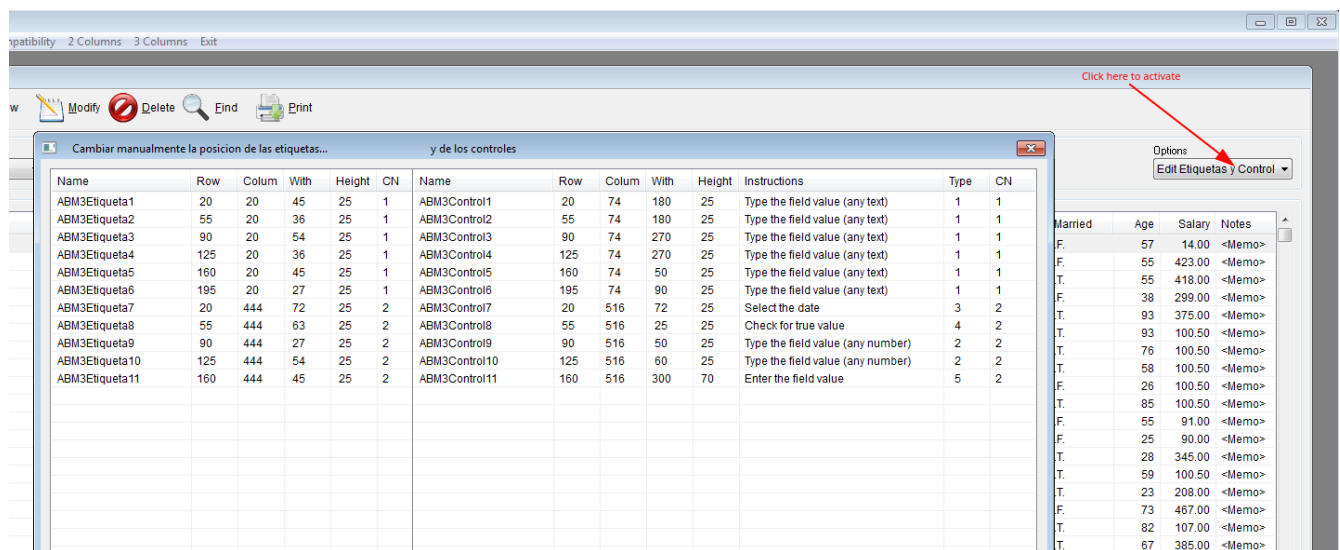 npatibility 2 Columns 3 Columns Exit
Click here to activate
w Modify Delete Find Print
Cambiar manualmente la posicion de las etiquetas... y de los controles
Options
Edit Etiquetas y Control
Name Row Colum With Height CN Name Row Colum With Height Instructions Type CN
ABM3Etiqueta1 20 20 45 25 1 ABM3Control1 20 74 180 25 Type the field value (any text) 1 1
ABM3Etiqueta2 55 20 36 25 1 ABM3Control2 55 74 180 25 Type the field value (any text) 1 1
ABM3Etiqueta3 90 20 54 25 1 ABM3Control3 90 74 270 25 Type the field value (any text) 1 1
ABM3Etiqueta4 125 20 36 25 1 ABM3Control4 125 74 270 25 Type the field value (any text) 1 1
ABM3Etiqueta5 160 20 45 25 1 ABM3Control5 160 74 50 25 Type the field value (any text) 1 1
ABM3Etiqueta6 195 20 27 25 1 ABM3Control6 195 74 90 25 Type the field value (any text) 1 1
ABM3Etiqueta7 20 444 72 25 2 ABM3Control7 20 516 72 25 Select the date 3 2
ABM3Etiqueta8 55 444 63 25 2 ABM3Control8 55 516 25 25 Check for true value 4 2
ABM3Etiqueta9 90 444 27 25 2 ABM3Control9 90 516 50 25 Type the field value (any number) 2 2
ABM3Etiqueta10 125 444 54 25 2 ABM3Control10 125 516 60 25 Type the field value (any number) 2 2
ABM3Etiqueta11 160 444 45 25 2 ABM3Control11 160 516 300 70 Enter the field value 5 2
Married Age Salary Notes
.F. 57 14.00 <Memo>
.F. 55 423.00 <Memo>
.T. 55 418.00 <Memo>
.F. 38 299.00 <Memo>
.T. 93 375.00 <Memo>
.T. 93 100.50 <Memo>
.T. 76 100.50 <Memo>
.T. 58 100.50 <Memo>
.F. 26 100.50 <Memo>
.T. 85 100.50 <Memo>
.F. 55 91.00 <Memo>
.F. 25 90.00 <Memo>
.T. 28 345.00 <Memo>
.T. 59 100.50 <Memo>
.T. 23 208.00 <Memo>
.F. 73 467.00 <Memo>
.T. 82 107.00 <Memo>
.T. 67 385.00 <Memo>